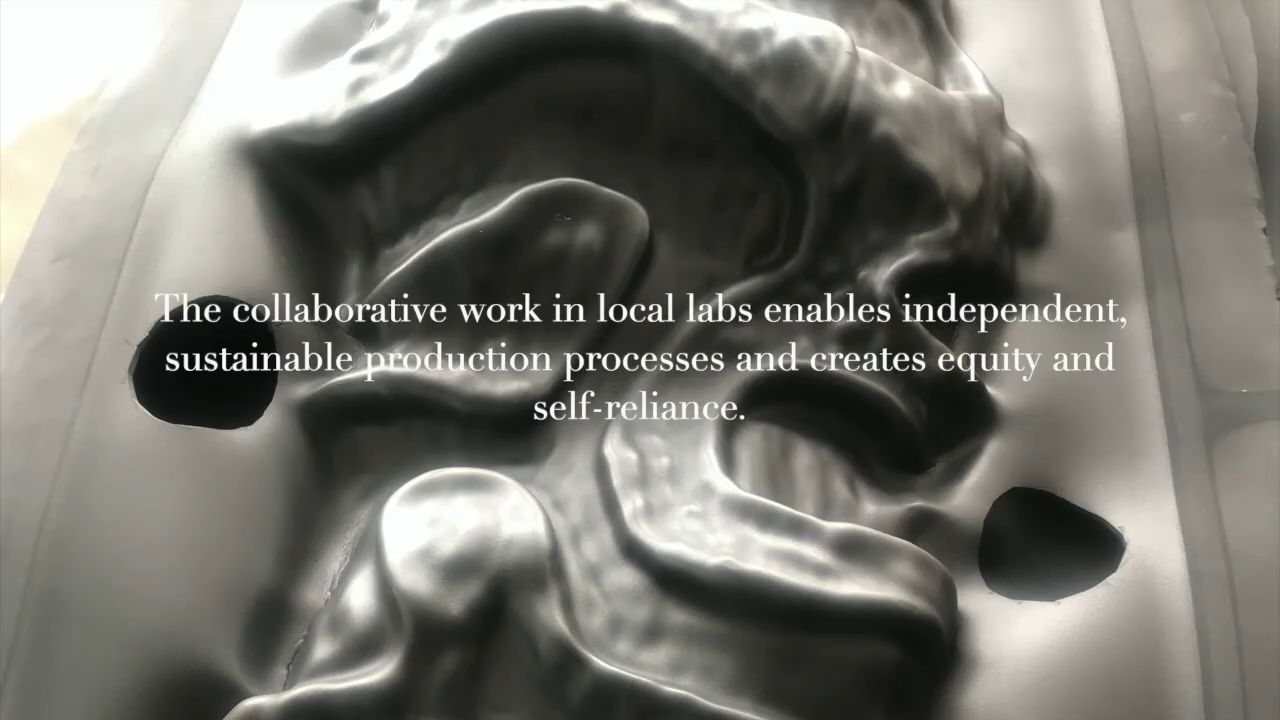 The collaborative work in local labs enables independent,
sustainable production processes and creates equity and
self-reliance.